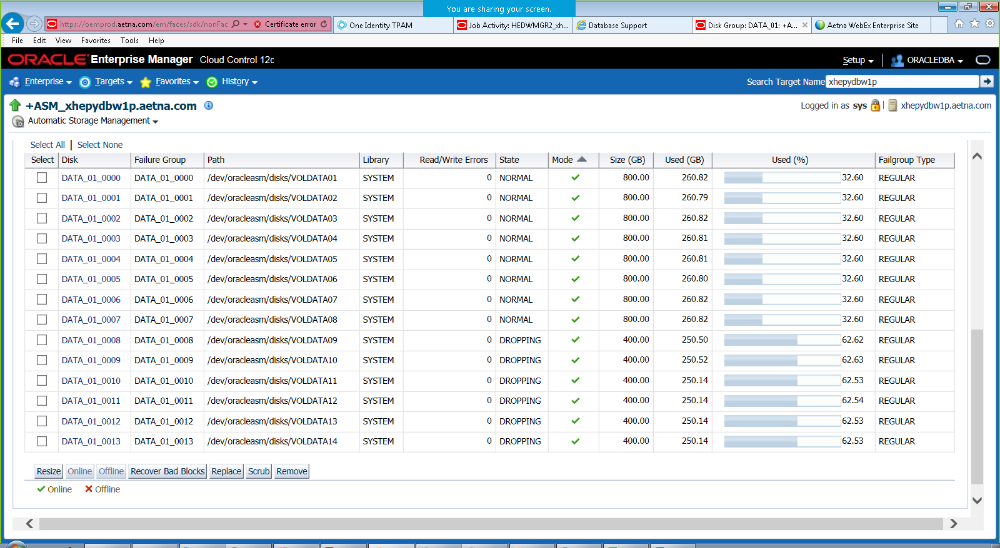 You are sharing your screen.
https://oemprod.aetna.com/em/faces/sdk/nonFac Certificate error One Identity TPAM Job Activity: HEDWMGR2_xh... Database Support Disk Group: DATA_01: +A... Aetna WebEx Enterprise Site
File Edit View Favorites Tools Help
ORACLE Enterprise Manager Cloud Control 12c Setup ORACLEDBA
Enterprise Targets Favorites History Search Target Name xhepydbw1p
+ASM_xhepydbw1p.aetna.com Logged in as sys xhepydbw1p.aetna.com
Automatic Storage Management
Select All | Select None
Select Disk Failure Group Path Library Read/Write Errors State Mode Size (GB) Used (GB) Used (%) Failgroup Type
DATA_01_0000 DATA_01_0000 /dev/oracleasm/disks/VOLDATA01 SYSTEM 0 NORMAL 800.00 260.82 32.60 REGULAR
DATA_01_0001 DATA_01_0001 /dev/oracleasm/disks/VOLDATA02 SYSTEM 0 NORMAL 800.00 260.79 32.60 REGULAR
DATA_01_0002 DATA_01_0002 /dev/oracleasm/disks/VOLDATA03 SYSTEM 0 NORMAL 800.00 260.82 32.60 REGULAR
DATA_01_0003 DATA_01_0003 /dev/oracleasm/disks/VOLDATA04 SYSTEM 0 NORMAL 800.00 260.81 32.60 REGULAR
DATA_01_0004 DATA_01_0004 /dev/oracleasm/disks/VOLDATA05 SYSTEM 0 NORMAL 800.00 260.81 32.60 REGULAR
DATA_01_0005 DATA_01_0005 /dev/oracleasm/disks/VOLDATA06 SYSTEM 0 NORMAL 800.00 260.80 32.60 REGULAR
DATA_01_0006 DATA_01_0006 /dev/oracleasm/disks/VOLDATA07 SYSTEM 0 NORMAL 800.00 260.82 32.60 REGULAR
DATA_01_0007 DATA_01_0007 /dev/oracleasm/disks/VOLDATA08 SYSTEM 0 NORMAL 800.00 260.82 32.60 REGULAR
DATA_01_0008 DATA_01_0008 /dev/oracleasm/disks/VOLDATA09 SYSTEM 0 DROPPING 400.00 250.50 62.62 REGULAR
DATA_01_0009 DATA_01_0009 /dev/oracleasm/disks/VOLDATA10 SYSTEM 0 DROPPING 400.00 250.52 62.63 REGULAR
DATA_01_0010 DATA_01_0010 /dev/oracleasm/disks/VOLDATA11 SYSTEM 0 DROPPING 400.00 250.14 62.53 REGULAR
DATA_01_0011 DATA_01_0011 /dev/oracleasm/disks/VOLDATA12 SYSTEM 0 DROPPING 400.00 250.14 62.54 REGULAR
DATA_01_0012 DATA_01_0012 /dev/oracleasm/disks/VOLDATA13 SYSTEM 0 DROPPING 400.00 250.14 62.53 REGULAR
DATA_01_0013 DATA_01_0013 /dev/oracleasm/disks/VOLDATA14 SYSTEM 0 DROPPING 400.00 250.14 62.53 REGULAR
Resize Online Offline Recover Bad Blocks Replace Scrub Remove
Online Offline